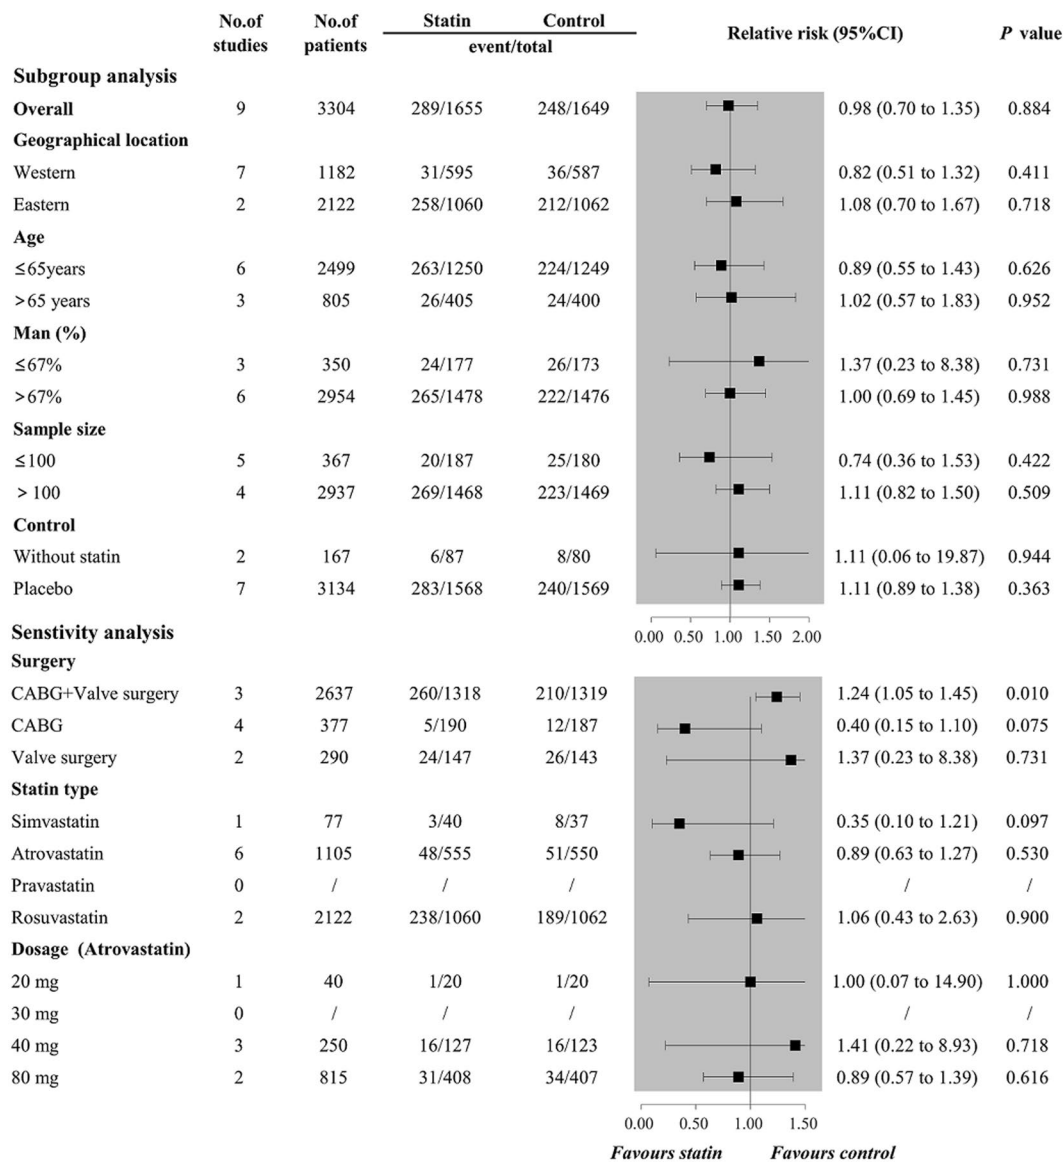 No.of No.of Statin Control Relative risk (95%CI) P value
studies patients event/total
Subgroup analysis
Overall 9 3304 289/1655 248/1649 0.98 (0.70 to 1.35) 0.884
Geographical location
Western 7 1182 31/595 36/587 0.82 (0.51 to 1.32) 0.411
Eastern 2 2122 258/1060 212/1062 1.08 (0.70 to 1.67) 0.718
Age
≤65years 6 2499 263/1250 224/1249 0.89 (0.55 to 1.43) 0.626
>65 years 3 805 26/405 24/400 1.02 (0.57 to 1.83) 0.952
Man (%)
≤67% 3 350 24/177 26/173 1.37 (0.23 to 8.38) 0.731
>67% 6 2954 265/1478 222/1476 1.00 (0.69 to 1.45) 0.988
Sample size
≤100 5 367 20/187 25/180 0.74 (0.36 to 1.53) 0.422
> 100 4 2937 269/1468 223/1469 1.11 (0.82 to 1.50) 0.509
Control
Without statin 2 167 6/87 8/80 1.11 (0.06 to 19.87) 0.944
Placebo 7 3134 283/1568 240/1569 1.11 (0.89 to 1.38) 0.363
0.00 0.50 1.00 1.50 2.00
Senstivity analysis
Surgery
CABG+Valve surgery 3 2637 260/1318 210/1319 1.24 (1.05 to 1.45) 0.010
CABG 4 377 5/190 12/187 0.40 (0.15 to 1.10) 0.075
Valve surgery 2 290 24/147 26/143 1.37 (0.23 to 8.38) 0.731
Statin type
Simvastatin 1 77 3/40 8/37 0.35 (0.10 to 1.21) 0.097
Atrovastatin 6 1105 48/555 51/550 0.89 (0.63 to 1.27) 0.530
Pravastatin 0 / / / / /
Rosuvastatin 2 2122 238/1060 189/1062 1.06 (0.43 to 2.63) 0.900
Dosage (Atrovastatin)
20 mg 1 40 1/20 1/20 1.00 (0.07 to 14.90) 1.000
30 mg 0 / / / / /
40 mg 3 250 16/127 16/123 1.41 (0.22 to 8.93) 0.718
80 mg 2 815 31/408 34/407 0.89 (0.57 to 1.39) 0.616
0.00 0.50 1.00 1.50
Favours statin Favours control